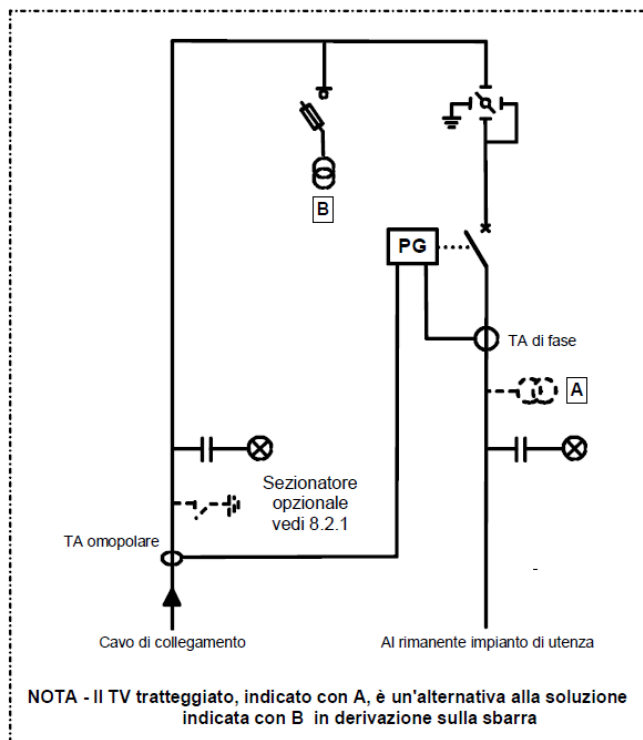 B
PG
TA di fase
A
Sezionatore
opzionale
vedi 8.2.1
TA omopolare
Cavo di collegamento
Al rimanente impianto di utenza
NOTA - Il TV tratteggiato, indicato con A, è un'alternativa alla soluzione
indicata con B in derivazione sulla sbarra